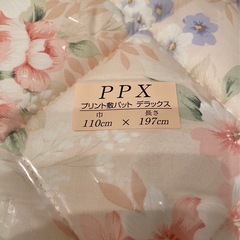 PPX
プリント敷パット デラックス
巾 長さ
110cm × 197cm